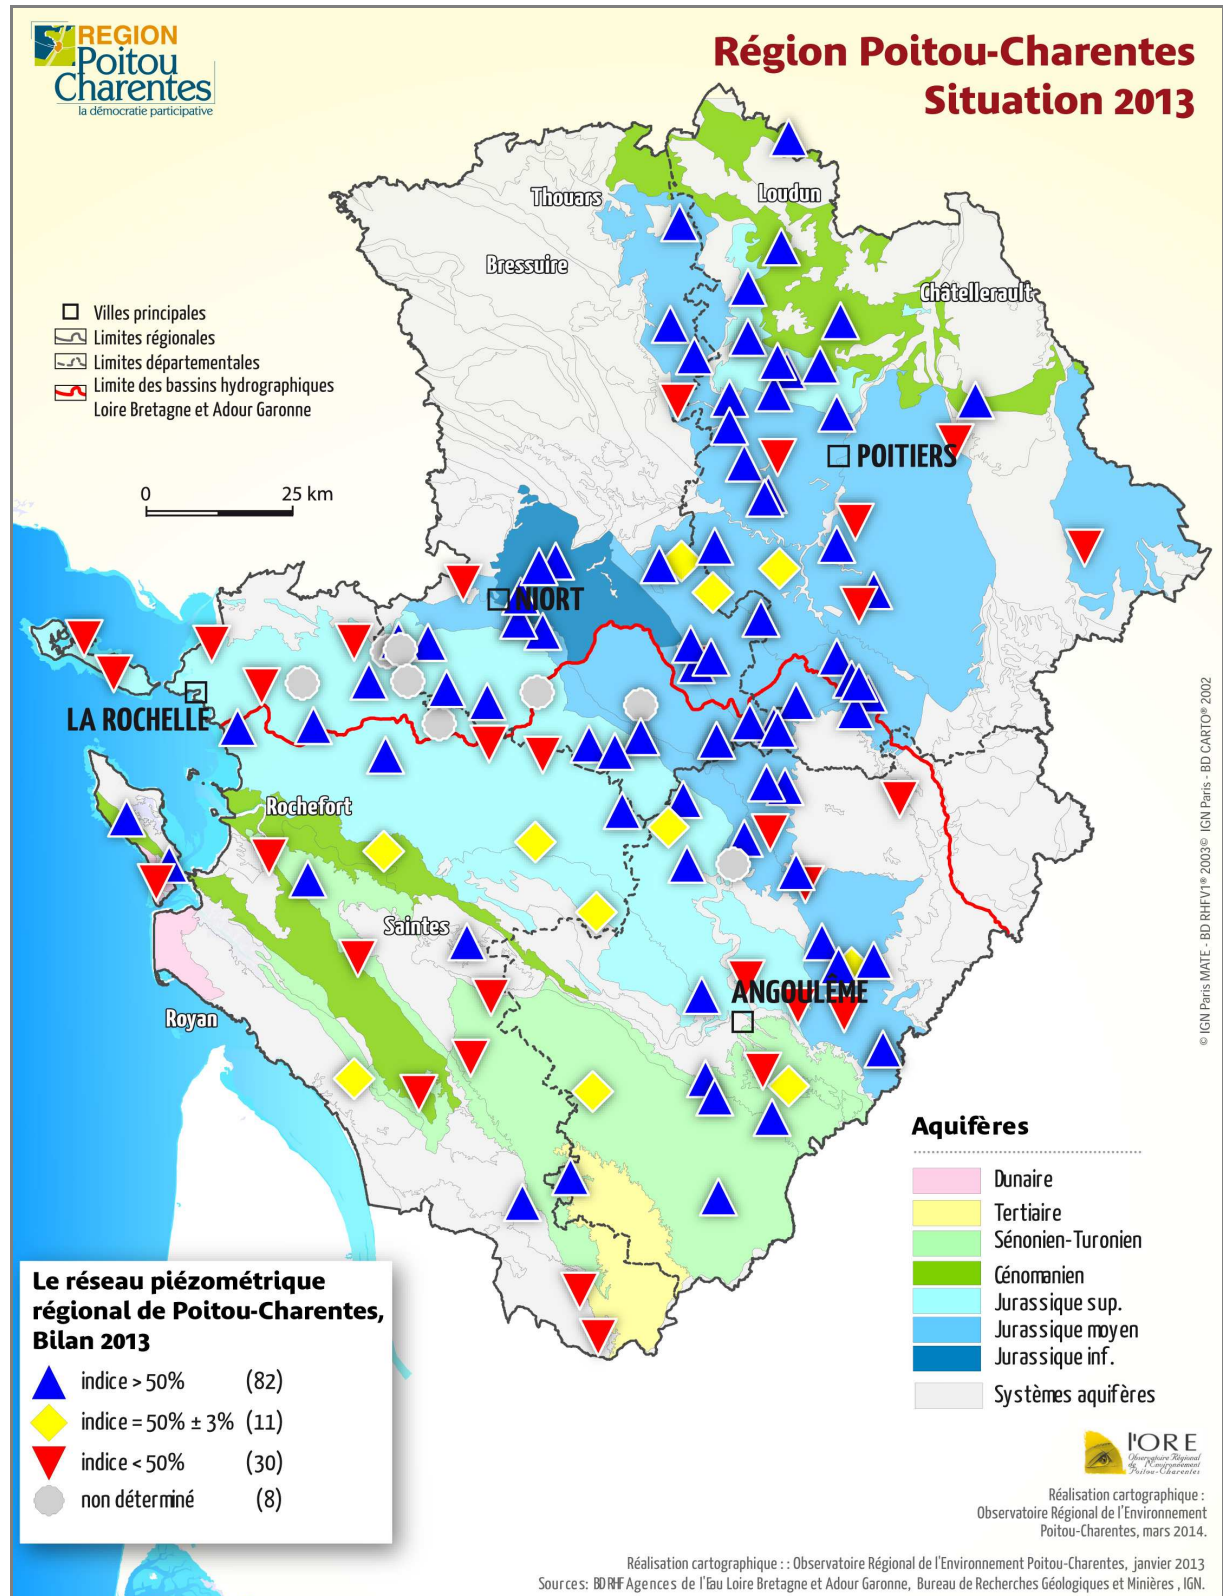 REGION
Poitou
Charentes
la démocratie participative
Région Poitou-Charentes
Situation 2013
Thouars
Loudun
Bressuire
Châtellerault
Villes principales
Limites régionales
Limites départementales
Limite des bassins hydrographiques
Loire Bretagne et Adour Garonne
0 25 km
POITIERS
NIORT
LA ROCHELLE
Rochefort
Saintes
ANGOULÊME
Royan
© IGN Paris MATE - BD RHFV1® 2003© IGN Paris - BD CARTO® 2002
Aquifères
Dunaire
Tertiaire
Sénonien-Turonien
Cénomanien
Jurassique sup.
Jurassique moyen
Jurassique inf.
Systèmes aquifères
Le réseau piézométrique
régional de Poitou-Charentes,
Bilan 2013
indice > 50% (82)
indice = 50% ± 3% (11)
indice < 50% (30)
non déterminé (8)
l'ORE
Observatoire Régional
de l'Environnement
Poitou-Charentes
Réalisation cartographique :
Observatoire Régional de l'Environnement
Poitou-Charentes, mars 2014.
Réalisation cartographique : : Observatoire Régional de l'Environnement Poitou-Charentes, janvier 2013
Sources: BD RHF Agences de l'Eau Loire Bretagne et Adour Garonne, Bureau de Recherches Géologiques et Minières , IGN.